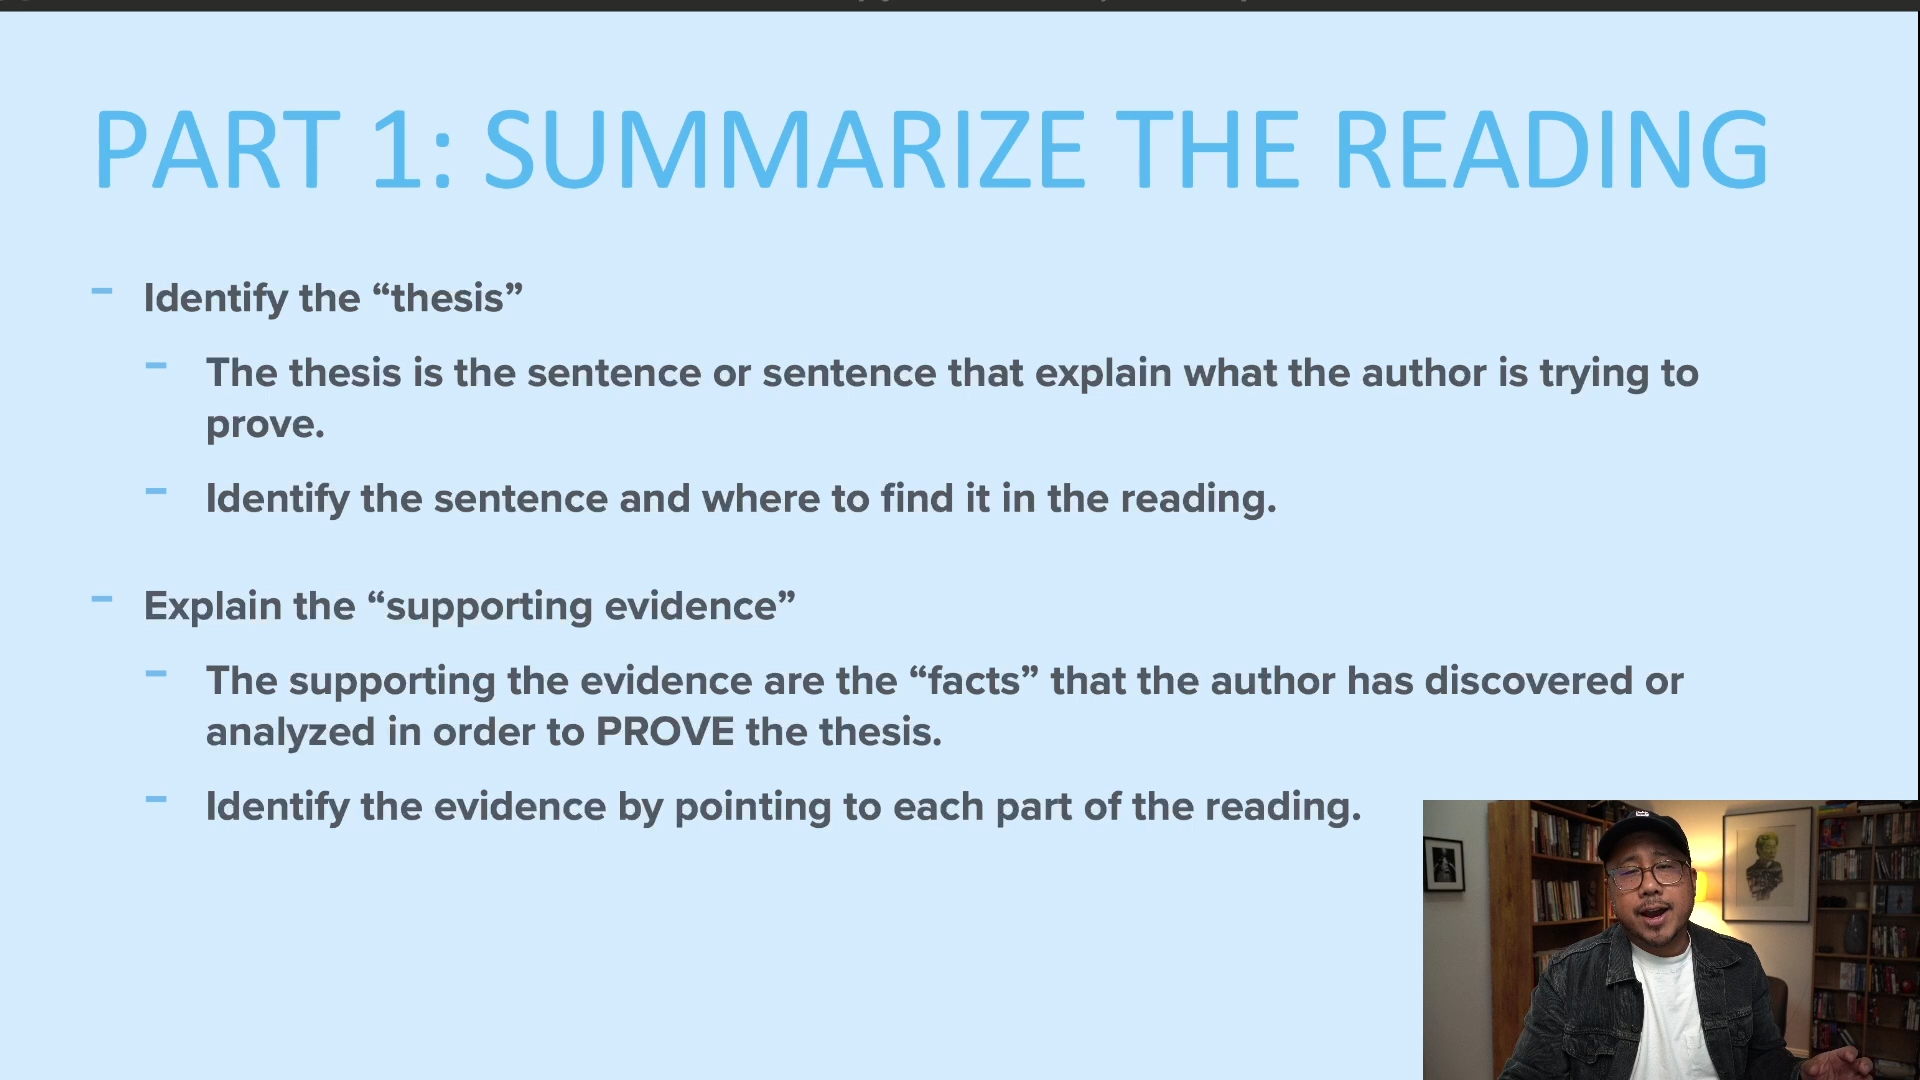 PART 1: SUMMARIZE THE READING
- Identify the “thesis”
- The thesis is the sentence or sentence that explain what the author is trying to
prove.
- Identify the sentence and where to find it in the reading.
- Explain the “supporting evidence”
- The supporting the evidence are the “facts” that the author has discovered or
analyzed in order to PROVE the thesis.
- Identify the evidence by pointing to each part of the reading.